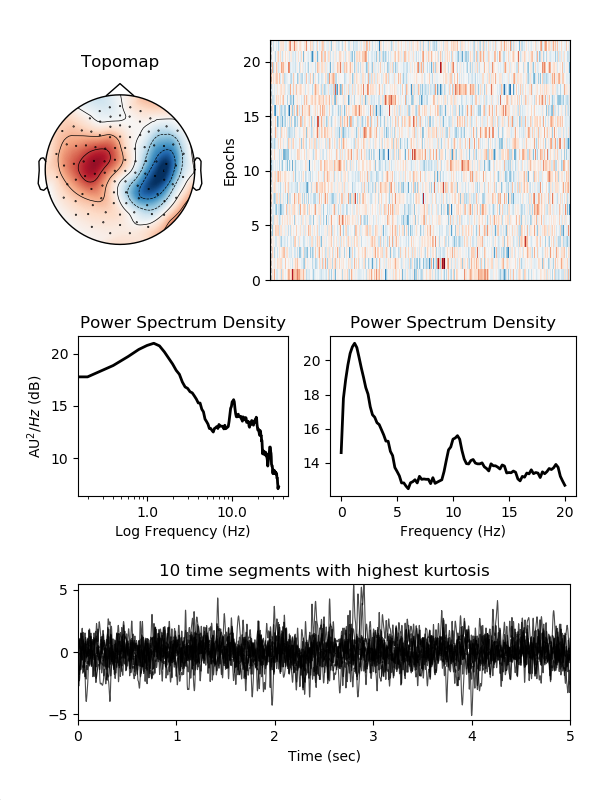 Topomap
Epochs
20
15
10
5
0
Power Spectrum Density
AU²/Hz (dB)
20
15
10
1.0 10.0
Log Frequency (Hz)
Power Spectrum Density
20
18
16
14
0 5 10 15 20
Frequency (Hz)
10 time segments with highest kurtosis
5
0
−5
0 1 2 3 4 5
Time (sec)